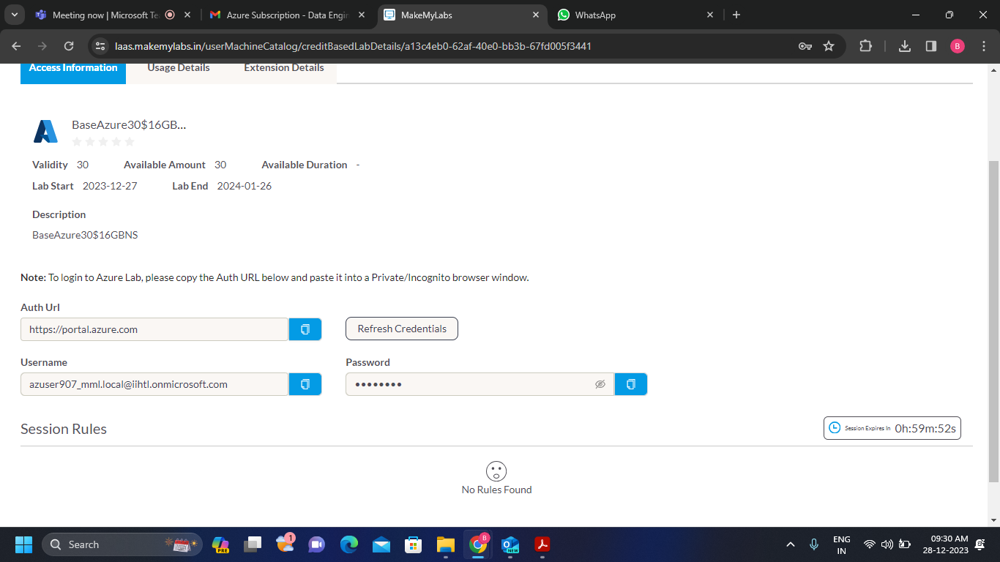 Meeting now | Microsoft Te
Azure Subscription - Data Engin
MakeMyLabs
WhatsApp
laas.makemylabs.in/userMachineCatalog/creditBasedLabDetails/a13c4eb0-62af-40e0-bb3b-67fd005f3441
B
Access Information
Usage Details
Extension Details
BaseAzure30$16GB...
Validity 30 Available Amount 30 Available Duration -
Lab Start 2023-12-27 Lab End 2024-01-26
Description
BaseAzure30$16GBNS
Note: To login to Azure Lab, please copy the Auth URL below and paste it into a Private/Incognito browser window.
Auth Url
https://portal.azure.com
Refresh Credentials
Username
Password
azuser907_mml.local@iihtl.onmicrosoft.com
••••••••
Session Rules
Session Expires In 0h:59m:52s
No Rules Found
Search
PRE
1
B
NEW
ENG
IN
09:30 AM
28-12-2023